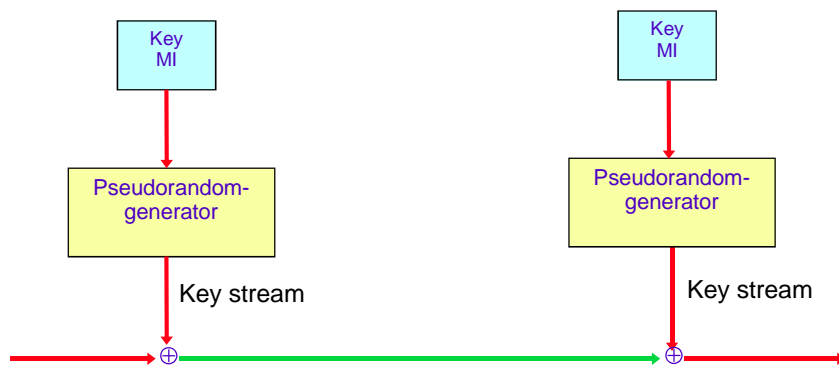 Key
MI
Key
MI
Pseudorandom-
generator
Pseudorandom-
generator
Key stream
Key stream